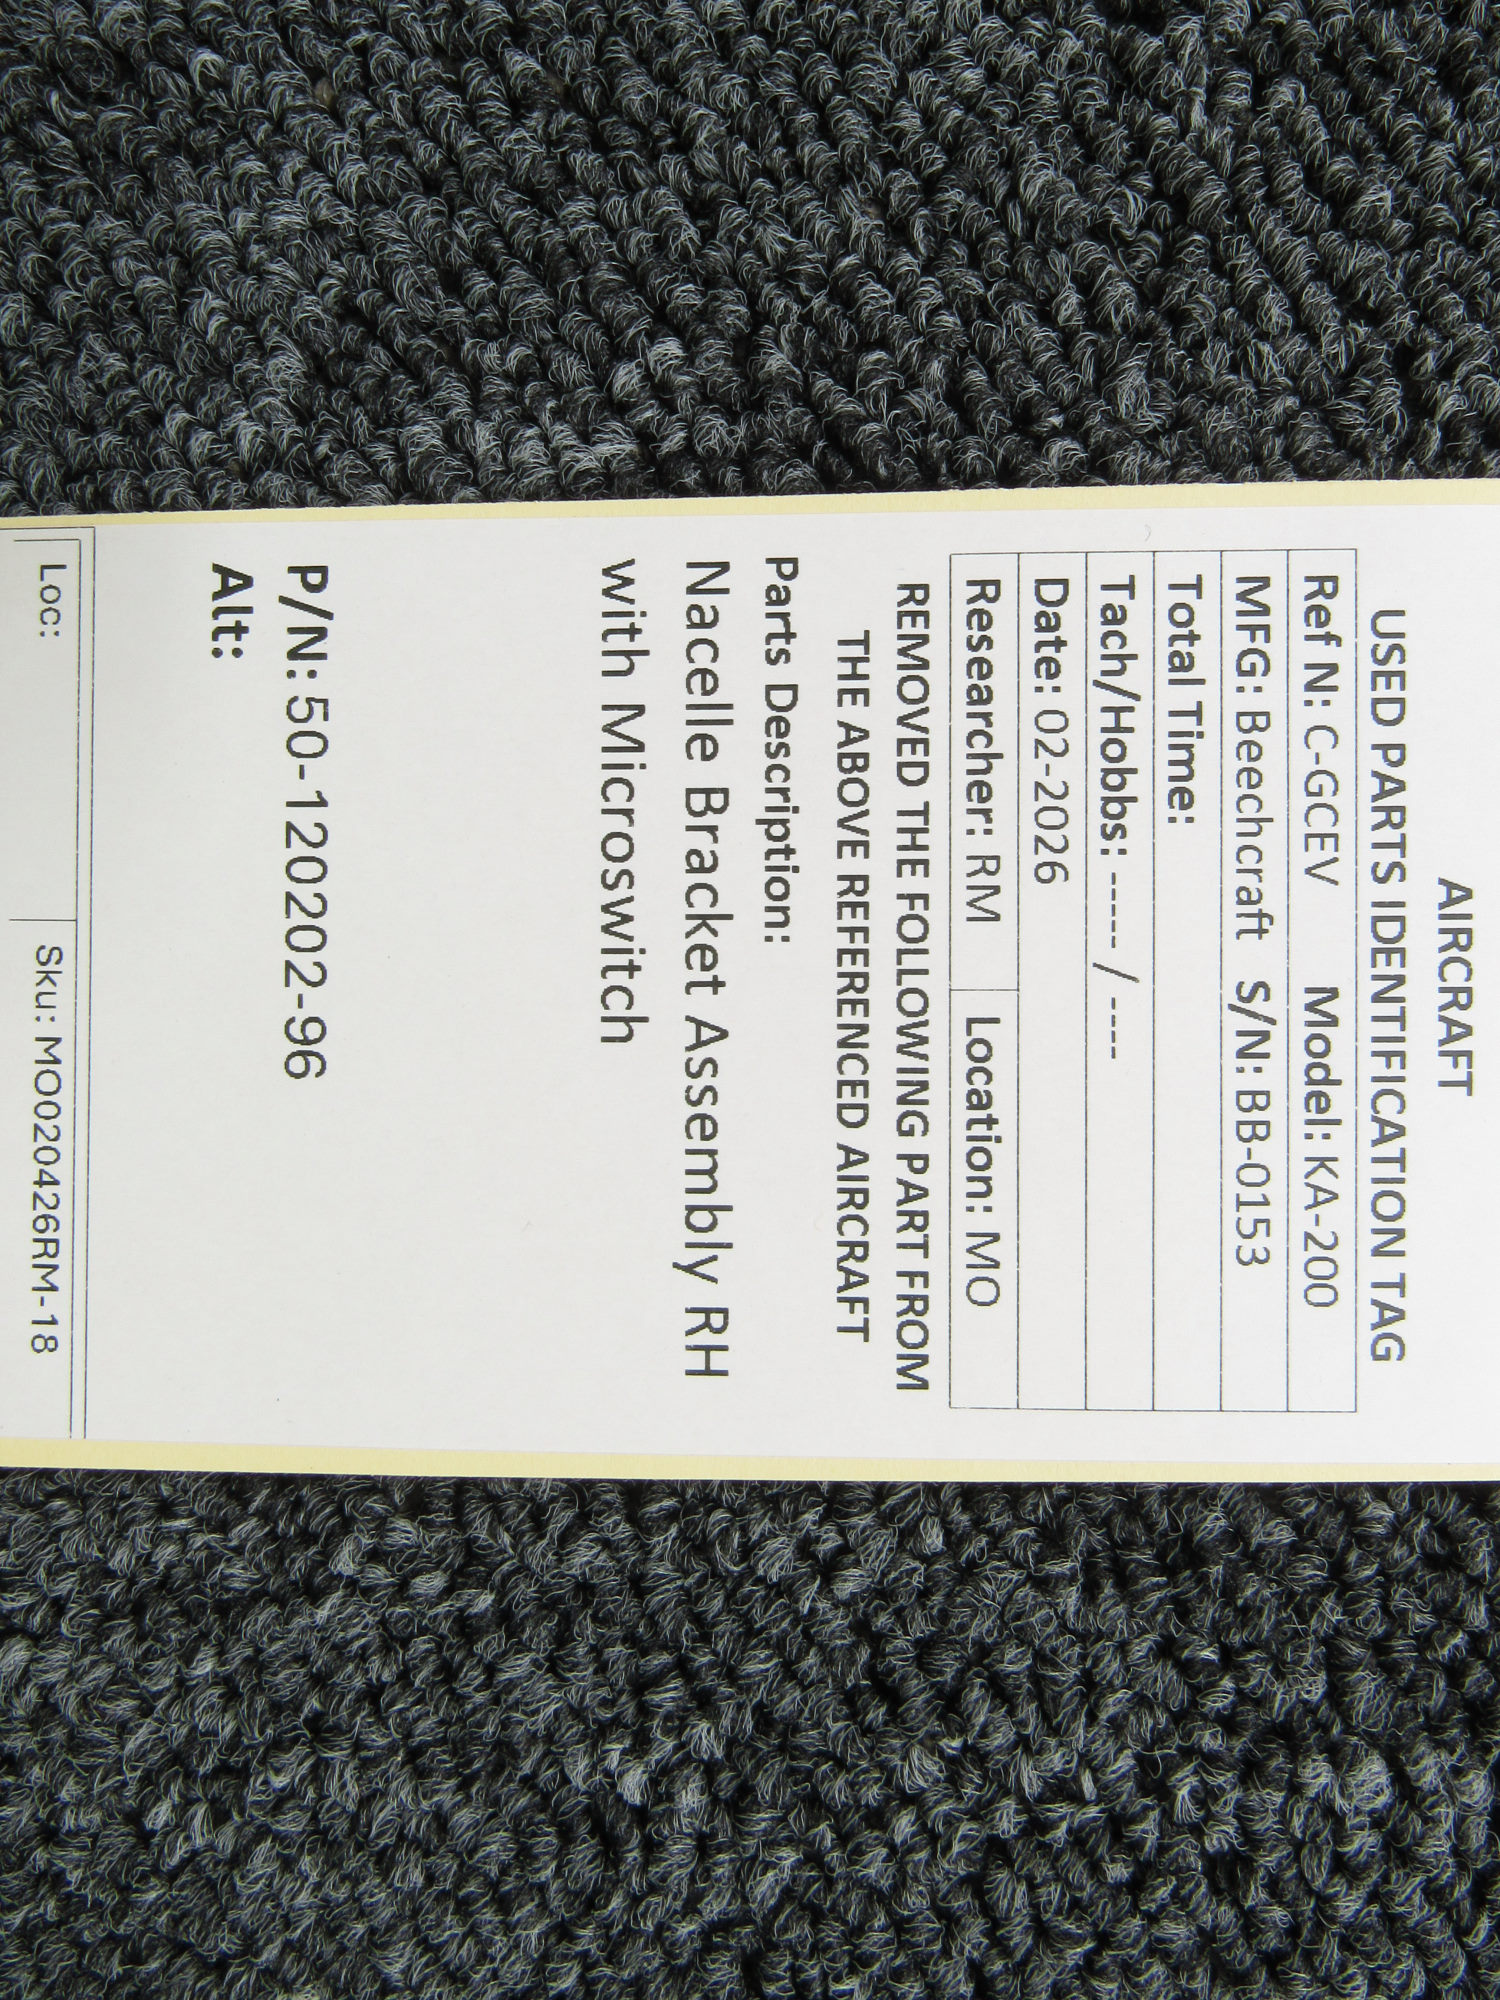 AIRCRAFT
USED PARTS IDENTIFICATION TAG
Ref N: C-GCEV Model: KA-200
MFG: Beechcraft S/N: BB-0153
Total Time:
Tach/Hobbs: ----- / ----
Date: 02-2026
Researcher: RM Location: MO
REMOVED THE FOLLOWING PART FROM
THE ABOVE REFERENCED AIRCRAFT
Parts Description:
Nacelle Bracket Assembly RH
with Microswitch
P/N: 50-120202-96
Alt:
Loc: Sku: MO020426RM-18